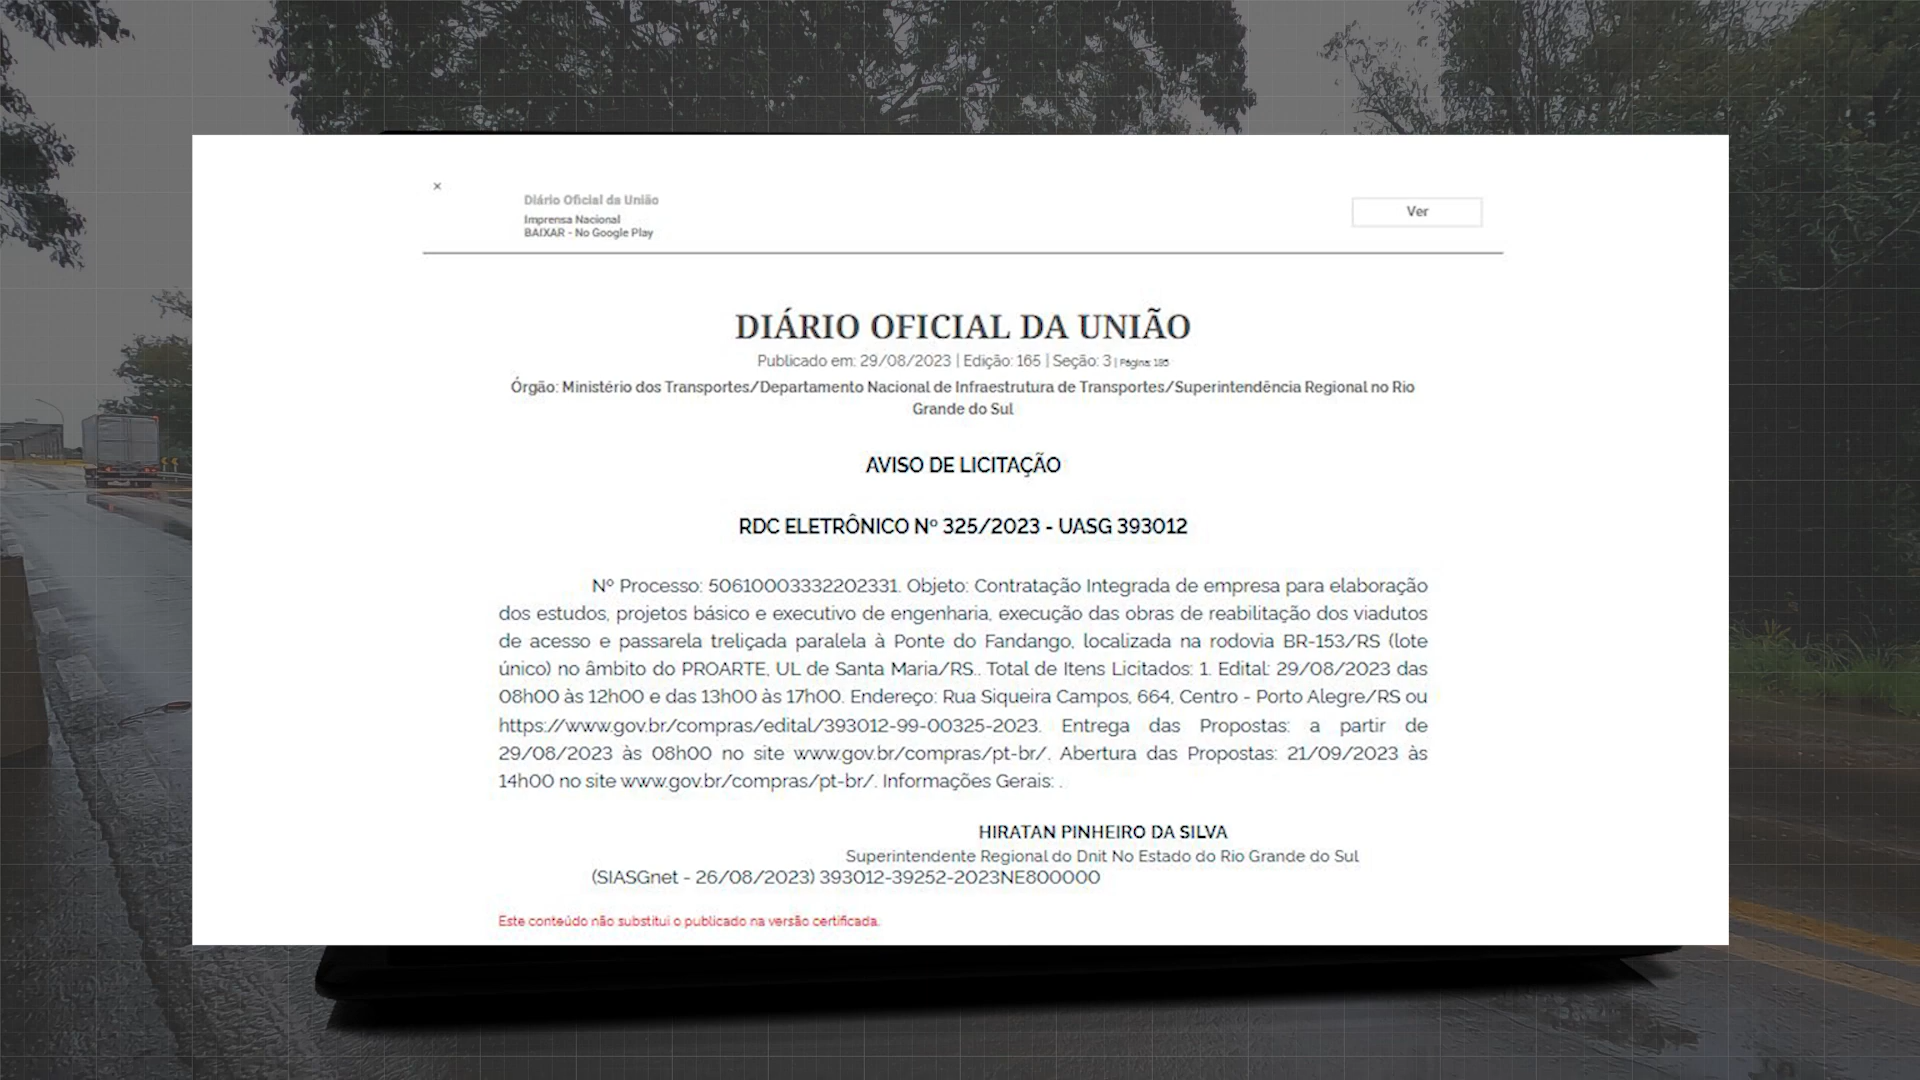 ×
Diário Oficial da União
Imprensa Nacional
BAIXAR - No Google Play
Ver
DIÁRIO OFICIAL DA UNIÃO
Publicado em: 29/08/2023 | Edição: 165 | Seção: 3 | Página: 185
Órgão: Ministério dos Transportes/Departamento Nacional de Infraestrutura de Transportes/Superintendência Regional no Rio
Grande do Sul
AVISO DE LICITAÇÃO
RDC ELETRÔNICO Nº 325/2023 - UASG 393012
Nº Processo: 50610003332202331. Objeto: Contratação Integrada de empresa para elaboração
dos estudos, projetos básico e executivo de engenharia, execução das obras de reabilitação dos viadutos
de acesso e passarela treliçada paralela à Ponte do Fandango, localizada na rodovia BR-153/RS (lote
único) no âmbito do PROARTE, UL de Santa Maria/RS.. Total de Itens Licitados: 1. Edital: 29/08/2023 das
08h00 às 12h00 e das 13h00 às 17h00. Endereço: Rua Siqueira Campos, 664, Centro - Porto Alegre/RS ou
https://www.gov.br/compras/edital/393012-99-00325-2023. Entrega das Propostas: a partir de
29/08/2023 às 08h00 no site www.gov.br/compras/pt-br/. Abertura das Propostas: 21/09/2023 às
14h00 no site www.gov.br/compras/pt-br/. Informações Gerais: .
HIRATAN PINHEIRO DA SILVA
Superintendente Regional do Dnit No Estado do Rio Grande do Sul
(SIASGnet - 26/08/2023) 393012-39252-2023NE800000
Este conteúdo não substitui o publicado na versão certificada.